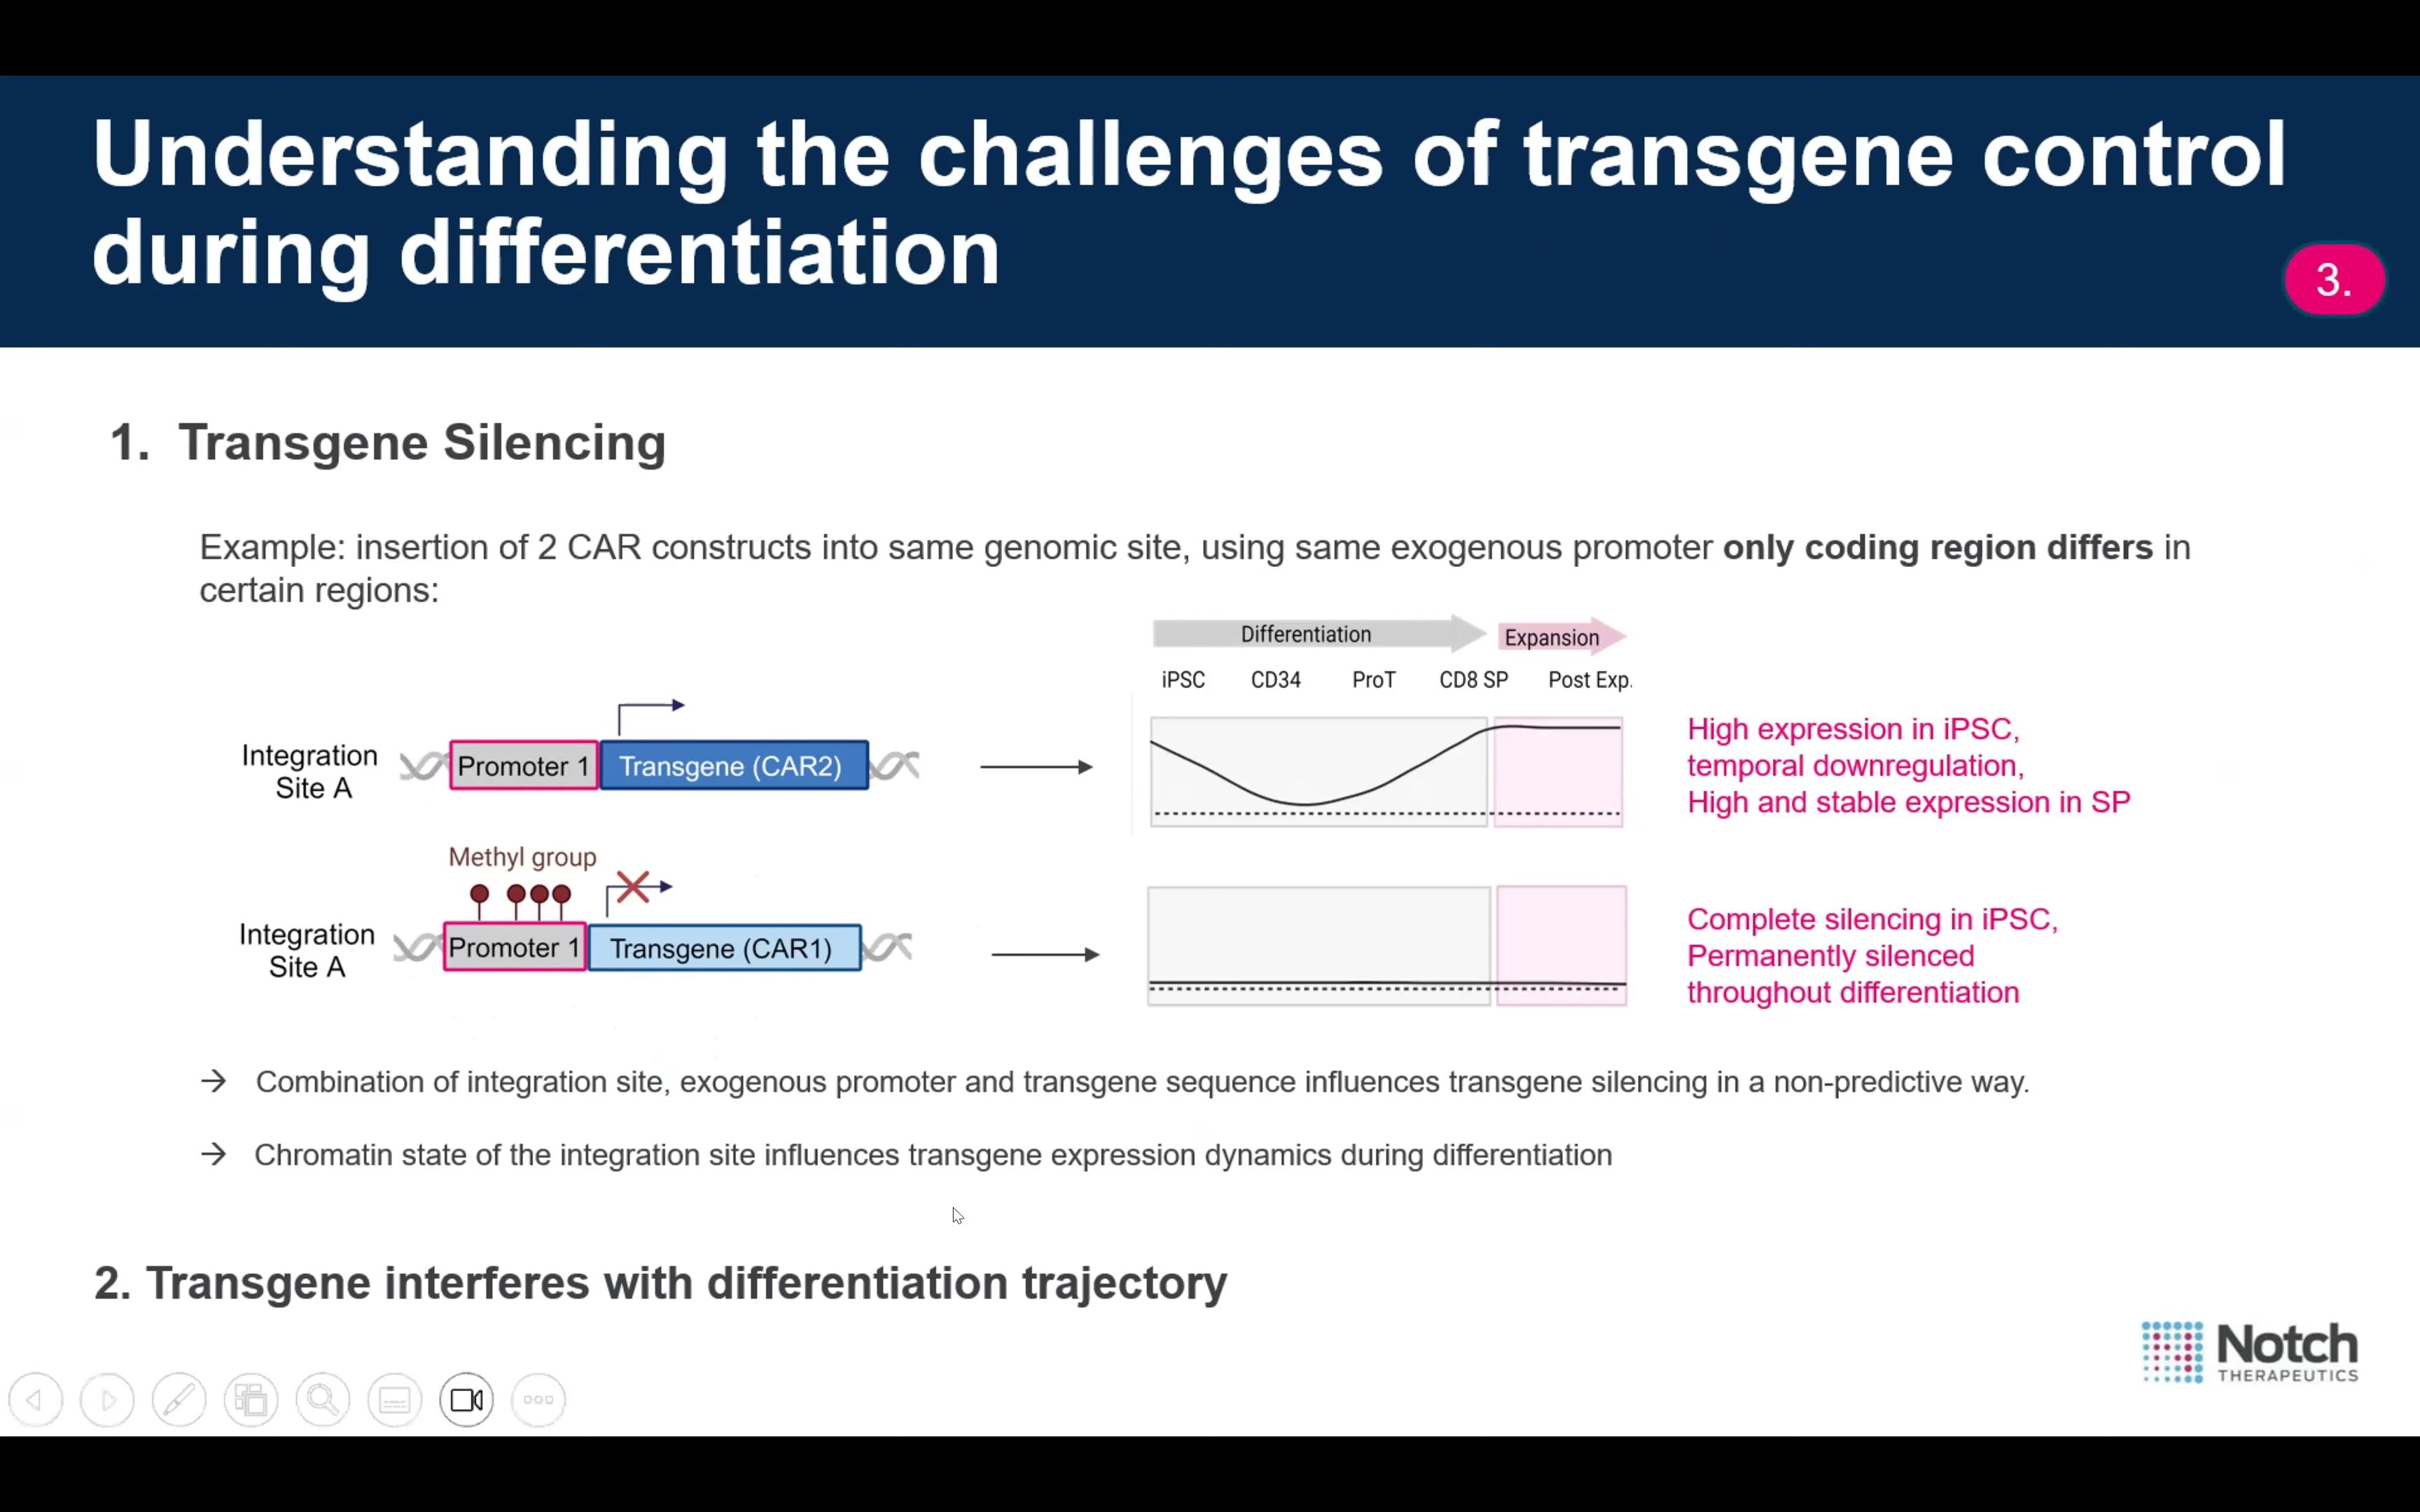 Understanding the challenges of transgene control
during differentiation
3.
1. Transgene Silencing
Example: insertion of 2 CAR constructs into same genomic site, using same exogenous promoter only coding region differs in
certain regions:
Differentiation
Expansion
iPSC CD34 ProT CD8 SP Post Exp.
Integration
Site A
Promoter 1
Transgene (CAR2)
High expression in iPSC,
temporal downregulation,
High and stable expression in SP
Methyl group
Integration
Site A
Promoter 1
Transgene (CAR1)
Complete silencing in iPSC,
Permanently silenced
throughout differentiation
→ Combination of integration site, exogenous promoter and transgene sequence influences transgene silencing in a non-predictive way.
→ Chromatin state of the integration site influences transgene expression dynamics during differentiation
2. Transgene interferes with differentiation trajectory
Notch
THERAPEUTICS